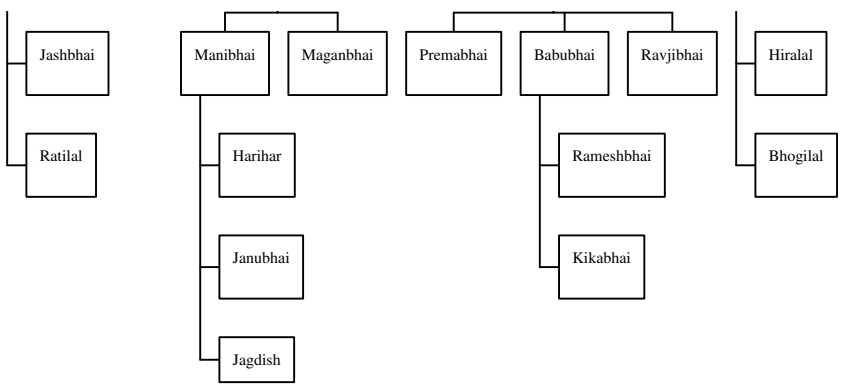 Jashbhai
Manibhai
Maganbhai
Premabhai
Babubhai
Ravjibhai
Hiralal
Ratilal
Harihar
Rameshbhai
Bhogilal
Janubhai
Kikabhai
Jagdish